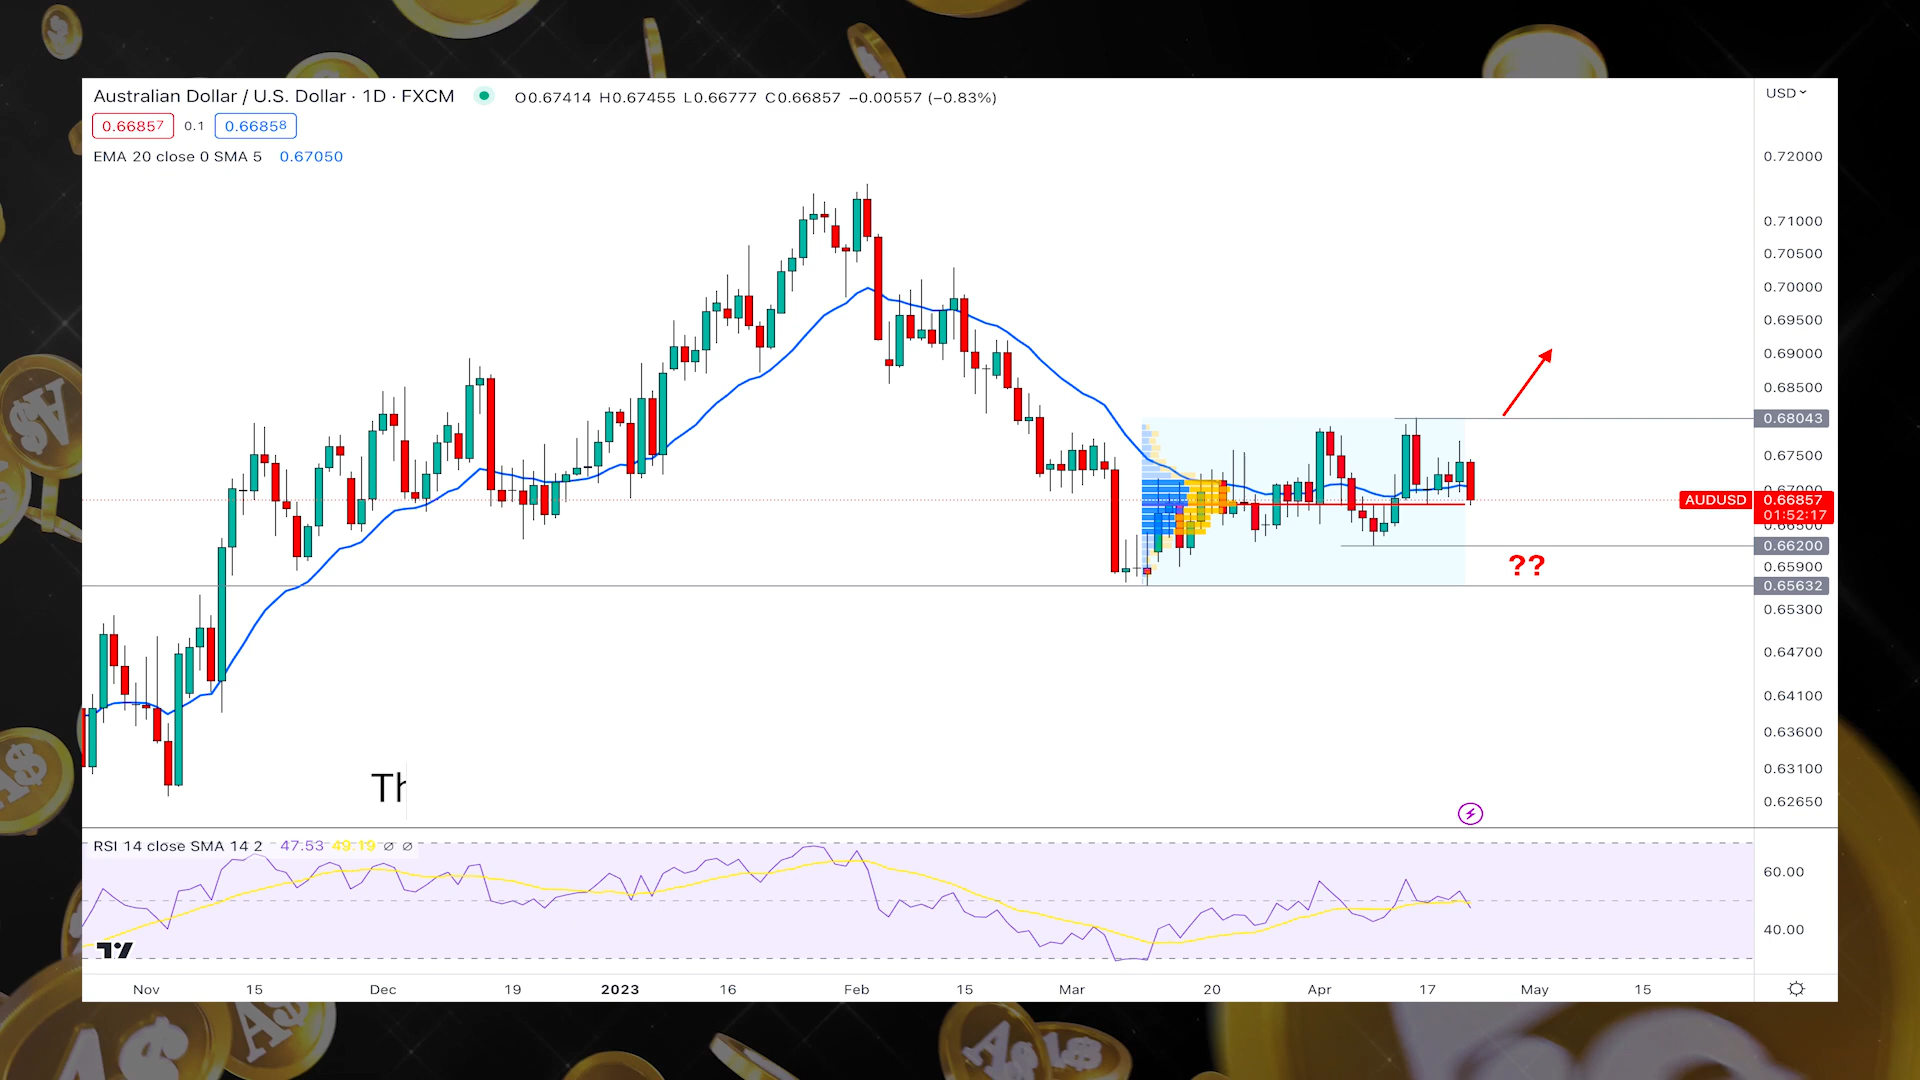 Australian Dollar / U.S. Dollar · 1D · FXCM O0.67414 H0.67455 L0.66777 C0.66857 −0.00557 (−0.83%)
USD
0.66857 0.1 0.66858
EMA 20 close 0 SMA 5 0.67050
0.72000
0.71000
0.70500
0.70000
0.69500
0.69000
0.68500
0.68043
0.67500
0.67000
AUDUSD 0.66857
01:52:17
0.66500
0.66200
??
0.65900
0.65632
0.65300
0.64700
0.64100
0.63600
0.63100
Th
0.62650
RSI 14 close SMA 14 2 47.53 49.19 ∅ ∅
60.00
40.00
Nov 15 Dec 19 2023 16 Feb 15 Mar 20 Apr 17 May 15
A$
A$
A$
A$